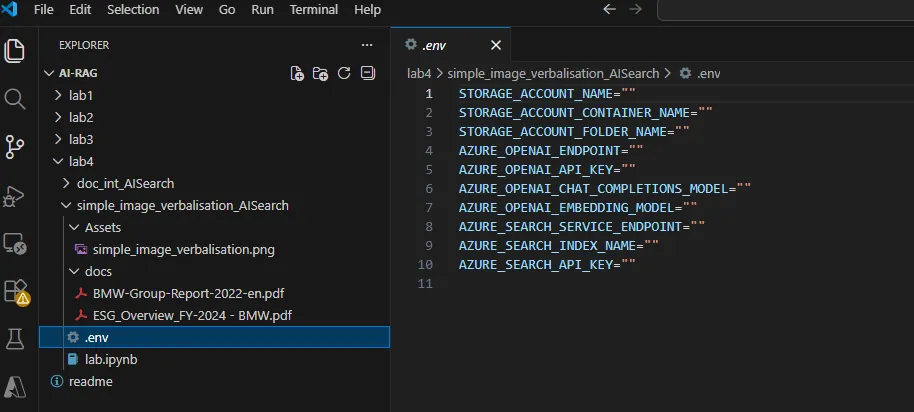 File Edit Selection View Go Run Terminal Help
EXPLORER
AI-RAG
lab1
lab2
lab3
lab4
doc_int_AISearch
simple_image_verbalisation_AISearch
Assets
simple_image_verbalisation.png
docs
BMW-Group-Report-2022-en.pdf
ESG_Overview_FY-2024 - BMW.pdf
.env
lab.ipynb
readme
.env
lab4 > simple_image_verbalisation_AISearch > .env
1 STORAGE_ACCOUNT_NAME=""
2 STORAGE_ACCOUNT_CONTAINER_NAME=""
3 STORAGE_ACCOUNT_FOLDER_NAME=""
4 AZURE_OPENAI_ENDPOINT=""
5 AZURE_OPENAI_API_KEY=""
6 AZURE_OPENAI_CHAT_COMPLETIONS_MODEL=""
7 AZURE_OPENAI_EMBEDDING_MODEL=""
8 AZURE_SEARCH_SERVICE_ENDPOINT=""
9 AZURE_SEARCH_INDEX_NAME=""
10 AZURE_SEARCH_API_KEY=""
11